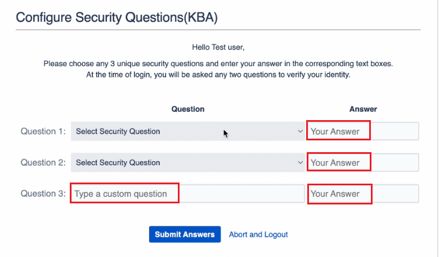 Configure Security Questions(KBA)
Hello Test user,
Please choose any 3 unique security questions and enter your answer in the corresponding text boxes.
At the time of login, you will be asked any two questions to verify your identity.
Question Answer
Question 1: Select Security Question Your Answer
Question 2: Select Security Question Your Answer
Question 3: Type a custom question Your Answer
Submit Answers Abort and Logout